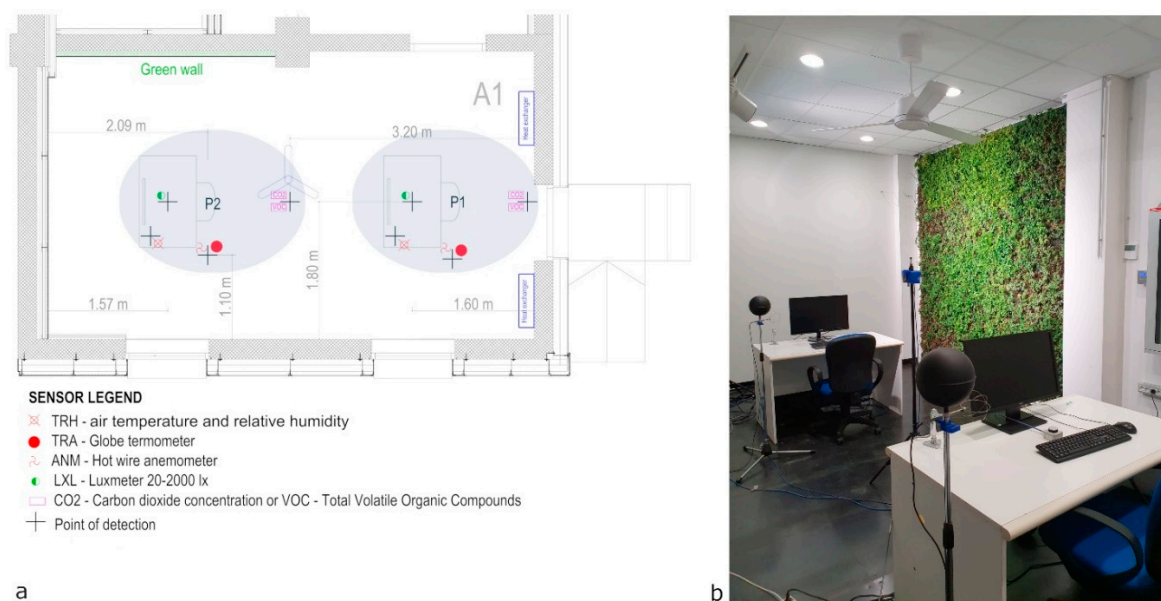 Green wall
A1
Heat exchanger
2.09 m
3.20 m
CO2
VOC
CO2
VOC
P2
P1
1.80 m
1.10 m
1.57 m
1.60 m
Heat exchanger
SENSOR LEGEND
TRH - air temperature and relative humidity
TRA - Globe termometer
ANM - Hot wire anemometer
LXL - Luxmeter 20-2000 lx
CO2 - Carbon dioxide concentration or VOC - Total Volatile Organic Compounds
Point of detection
a
b